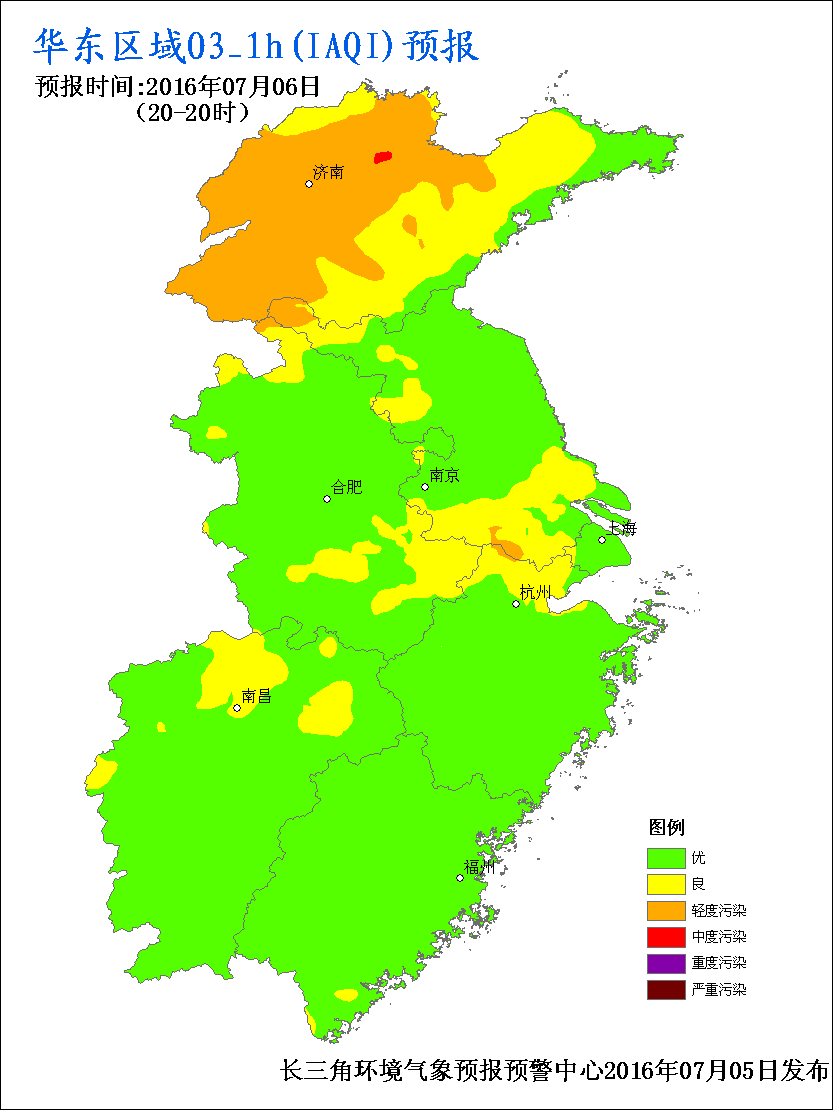 华东区域O3_1h(IAQI)预报
预报时间:2016年07月06日
（20-20时）
济南
南京
合肥
上海
杭州
南昌
福州
图例
优
良
轻度污染
中度污染
重度污染
严重污染
长三角环境气象预报预警中心2016年07月05日发布